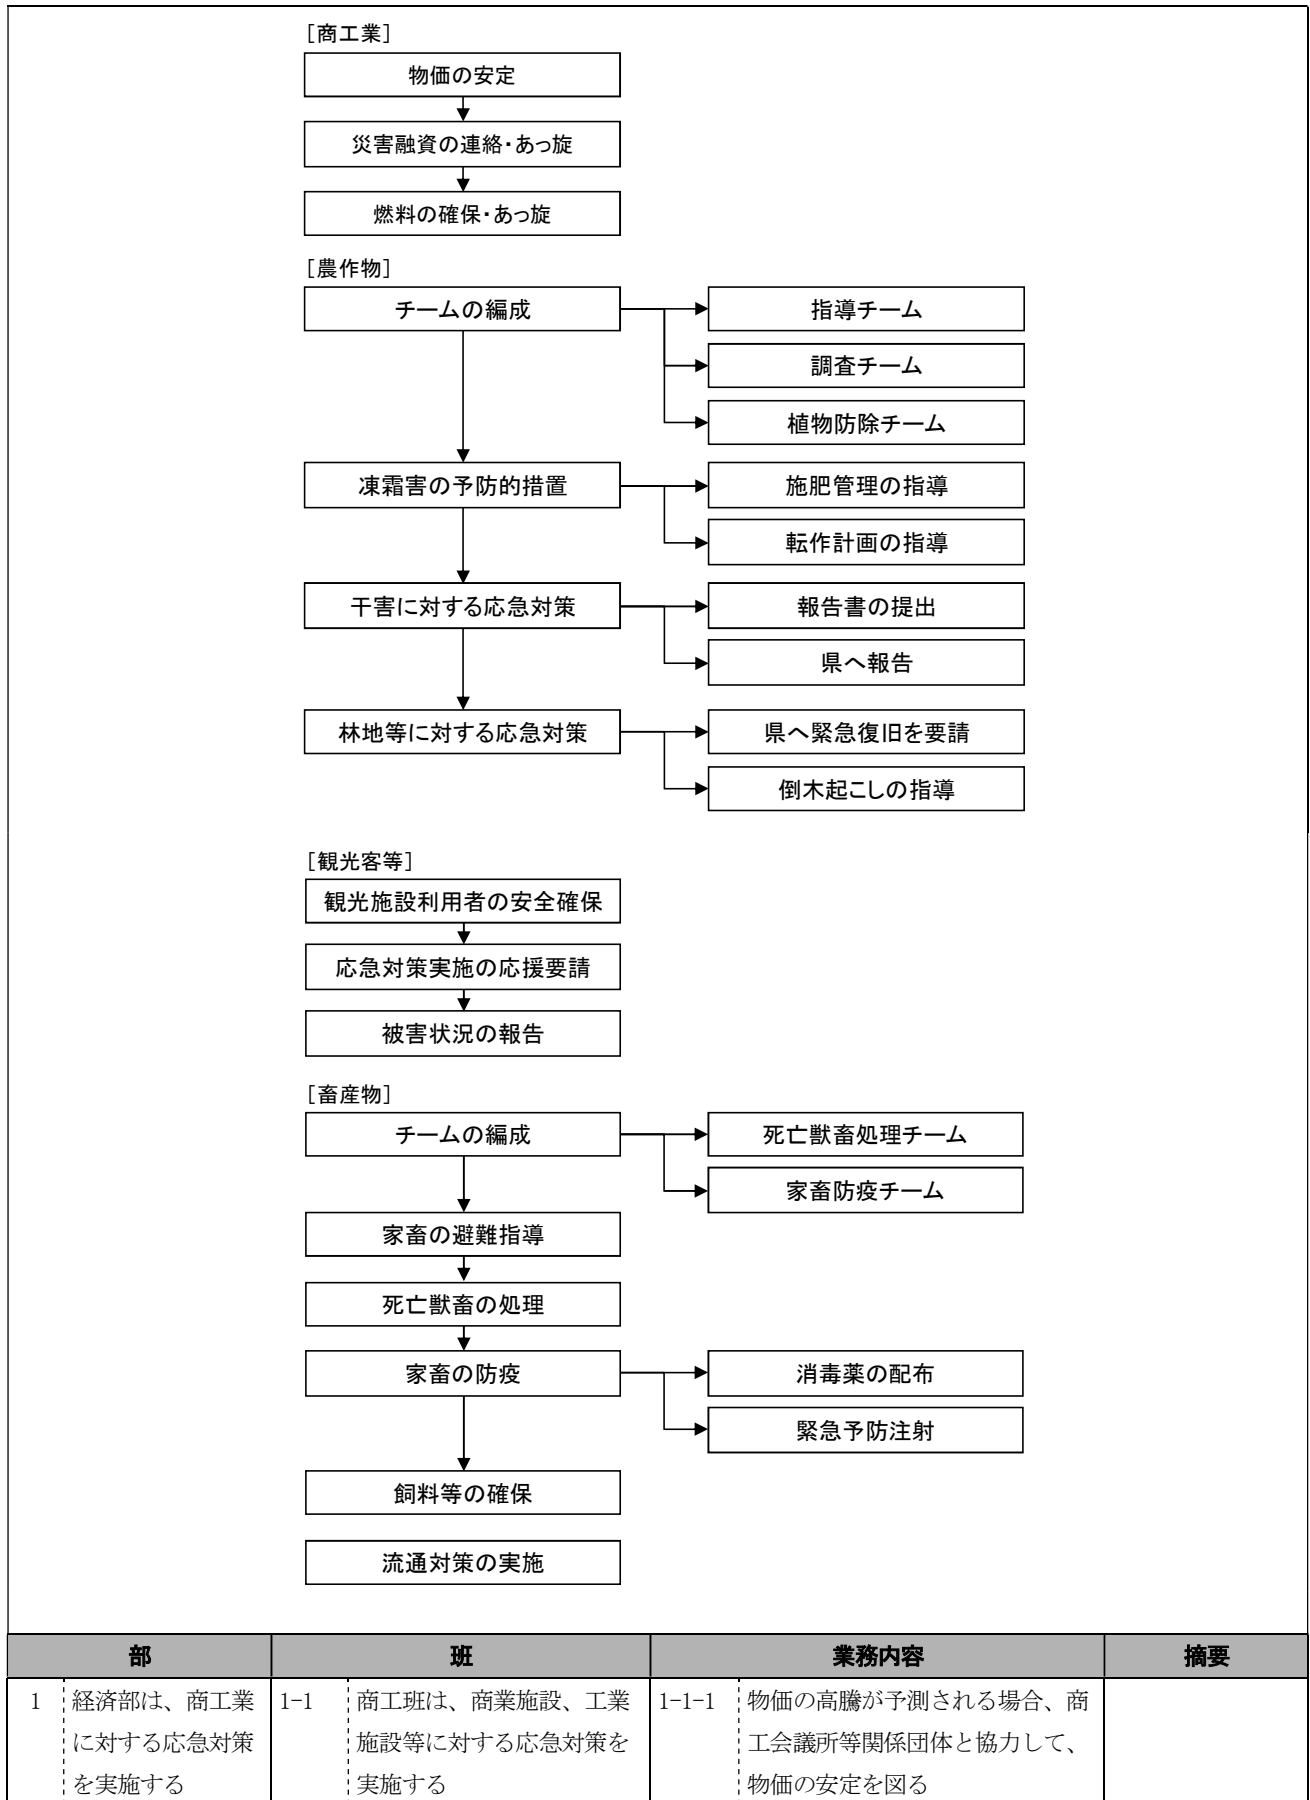 ［商工業］
物価の安定
災害融資の連絡・あっ旋
燃料の確保・あっ旋
［農作物］
チームの編成
指導チーム
調査チーム
植物防除チーム
凍霜害の予防的措置
施肥管理の指導
転作計画の指導
干害に対する応急対策
報告書の提出
県へ報告
林地等に対する応急対策
県へ緊急復旧を要請
倒木起こしの指導
［観光客等］
観光施設利用者の安全確保
応急対策実施の応援要請
被害状況の報告
［畜産物］
チームの編成
死亡獣畜処理チーム
家畜防疫チーム
家畜の避難指導
死亡獣畜の処理
家畜の防疫
消毒薬の配布
緊急予防注射
飼料等の確保
流通対策の実施
部 班 業務内容 摘要
1 経済部は、商工業 1-1 商工班は、商業施設、工業 1-1-1 物価の高騰が予測される場合、商
に対する応急対策 施設等に対する応急対策を 工会議所等関係団体と協力して、
を実施する 実施する 物価の安定を図る